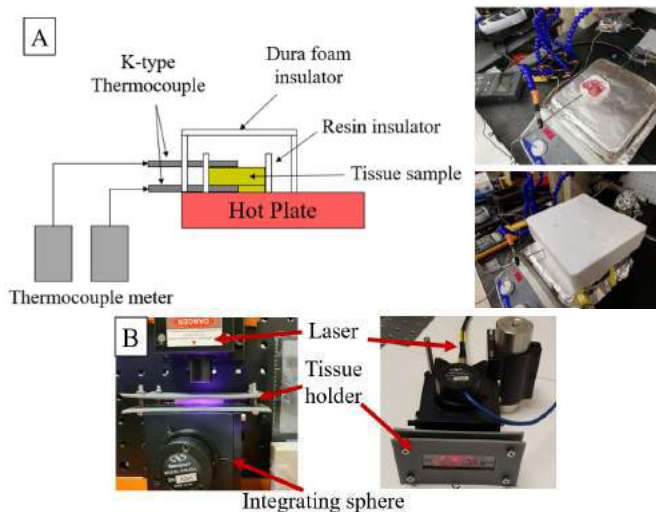 A
K-type
Thermocouple
Dura foam
insulator
Resin insulator
Tissue sample
Hot Plate
Thermocouple meter
B
DANGER
Laser
Tissue
holder
Newport
Integrating sphere